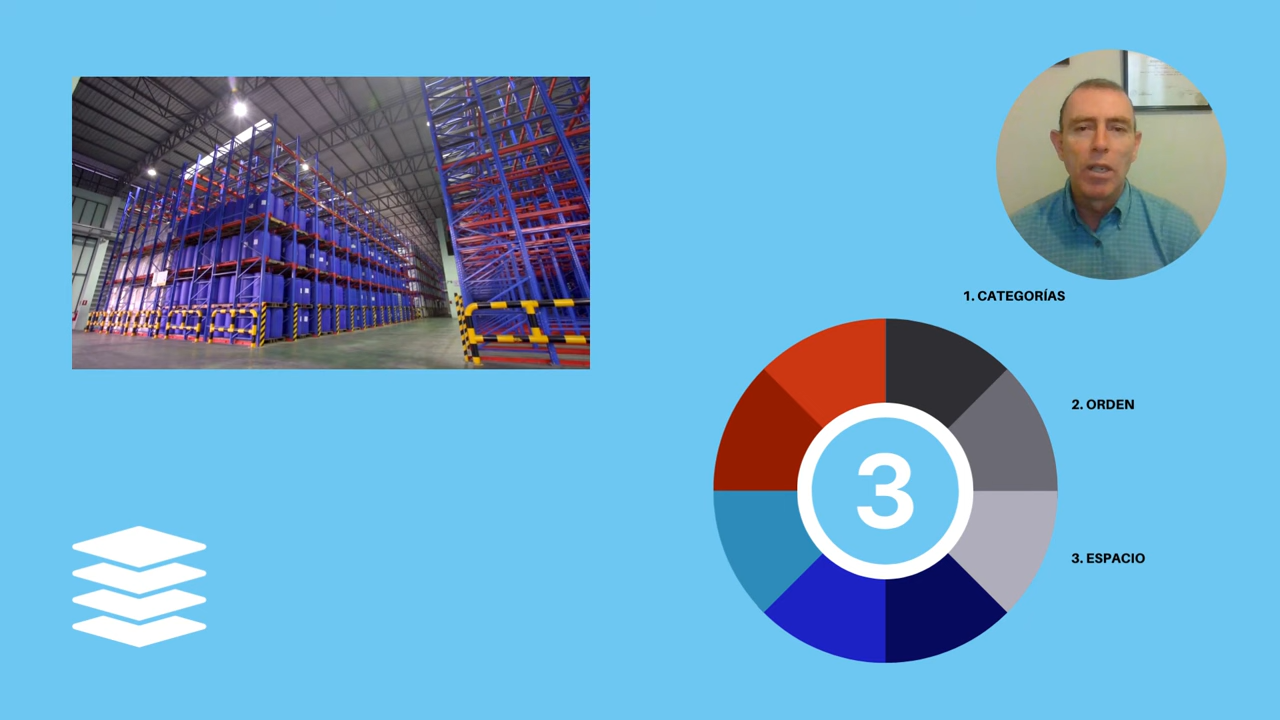 1. CATEGORÍAS
2. ORDEN
3
3. ESPACIO